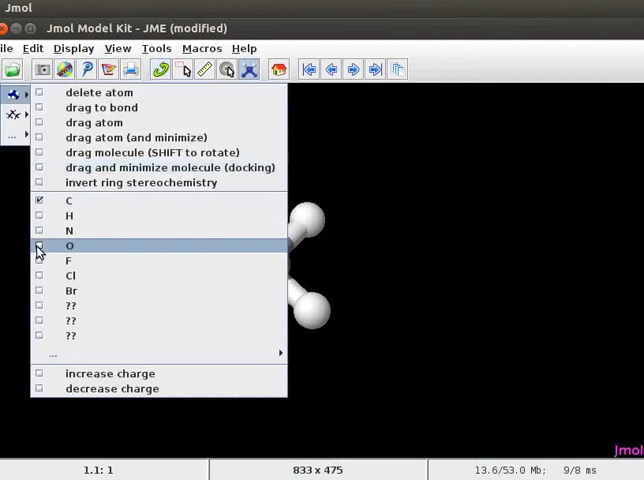 Jmol
Jmol Model Kit - JME (modified)
ile Edit Display View Tools Macros Help
delete atom
drag to bond
drag atom
drag atom (and minimize)
drag molecule (SHIFT to rotate)
drag and minimize molecule (docking)
invert ring stereochemistry
C
H
N
O
F
Cl
Br
??
??
??
...
...
increase charge
decrease charge
Jmol
1.1: 1 833 x 475 13.6/53.0 Mb; 9/8 ms